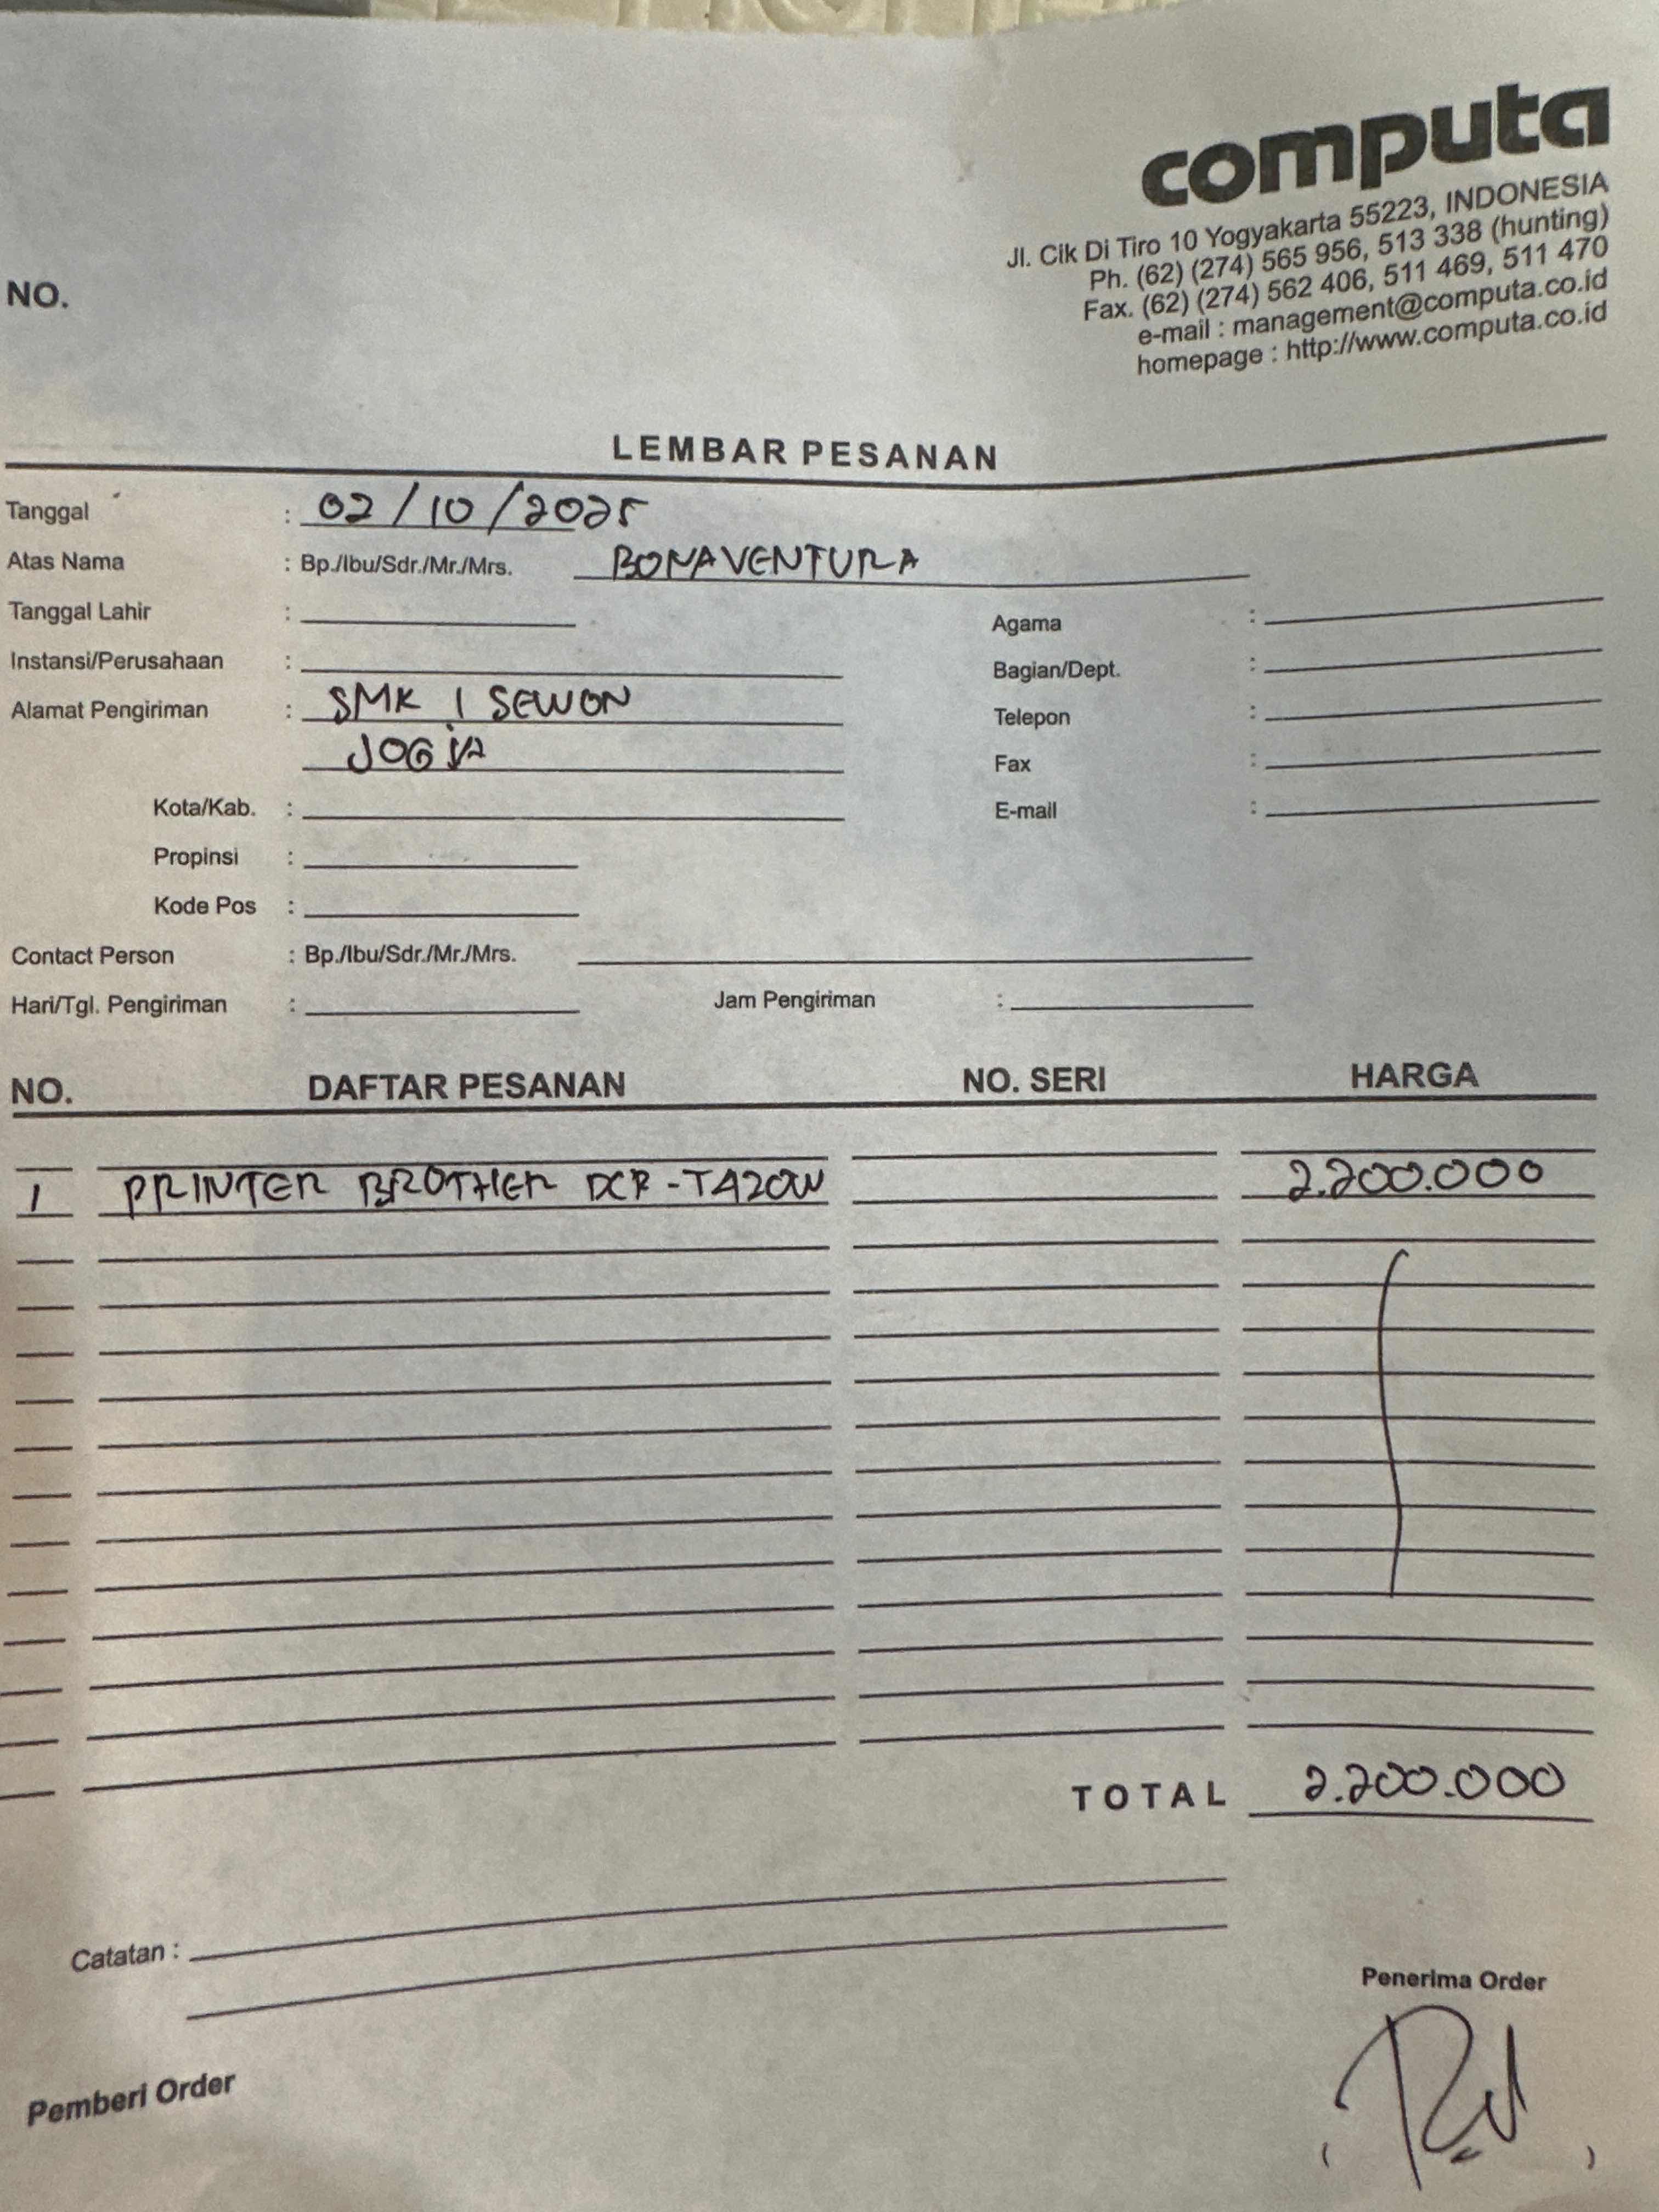 computa
Jl. Cik Di Tiro 10 Yogyakarta 55223, INDONESIA
Ph. (62) (274) 565 956, 513 338 (hunting)
Fax. (62) (274) 562 406, 511 469, 511 470
e-mail : management@computa.co.id
homepage : http://www.computa.co.id
NO.
LEMBAR PESANAN
Tanggal : 02/10/2025
Atas Nama : Bp./Ibu/Sdr./Mr./Mrs. BONAVENTURA
Tanggal Lahir : Agama :
Instansi/Perusahaan : Bagian/Dept. :
Alamat Pengiriman : SMK 1 SEWON Telepon :
JOGJA Fax :
Kota/Kab. : E-mail :
Propinsi :
Kode Pos :
Contact Person : Bp./Ibu/Sdr./Mr./Mrs.
Hari/Tgl. Pengiriman : Jam Pengiriman :
NO. DAFTAR PESANAN NO. SERI HARGA
1 PRINTER BROTHER DCP-T420W 2.200.000
TOTAL 2.200.000
Catatan :
Penerima Order
Pemberi Order